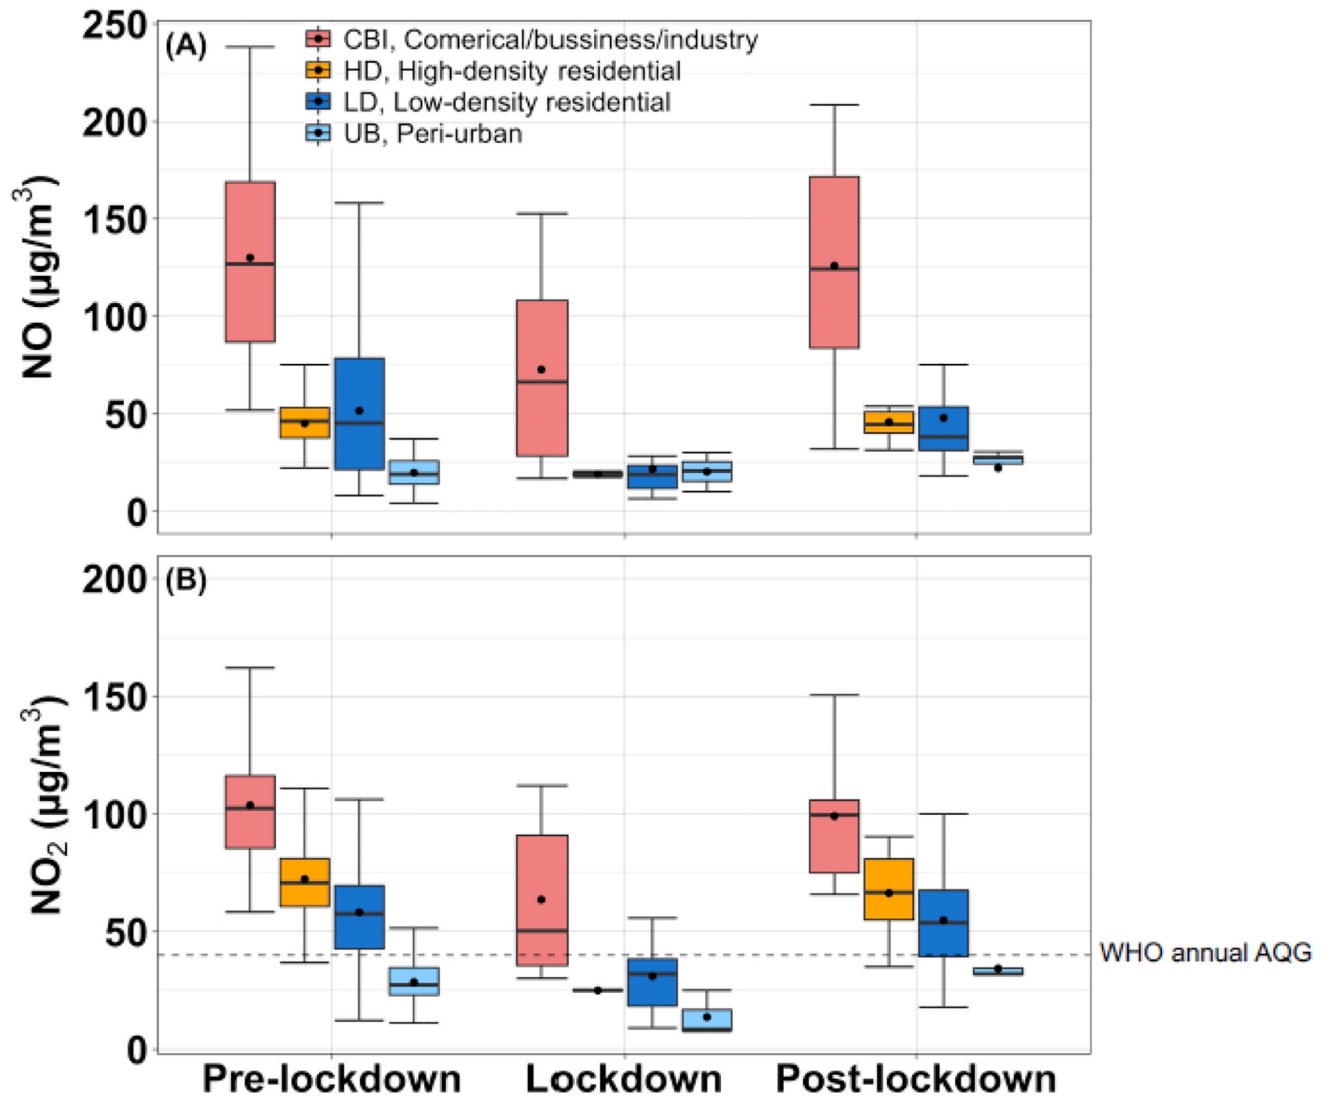 (A)
CBI, Comerical/bussiness/industry
HD, High-density residential
LD, Low-density residential
UB, Peri-urban
NO (µg/m³)
250
200
150
100
50
0
(B)
NO₂ (µg/m³)
200
150
100
50
0
WHO annual AQG
Pre-lockdown Lockdown Post-lockdown